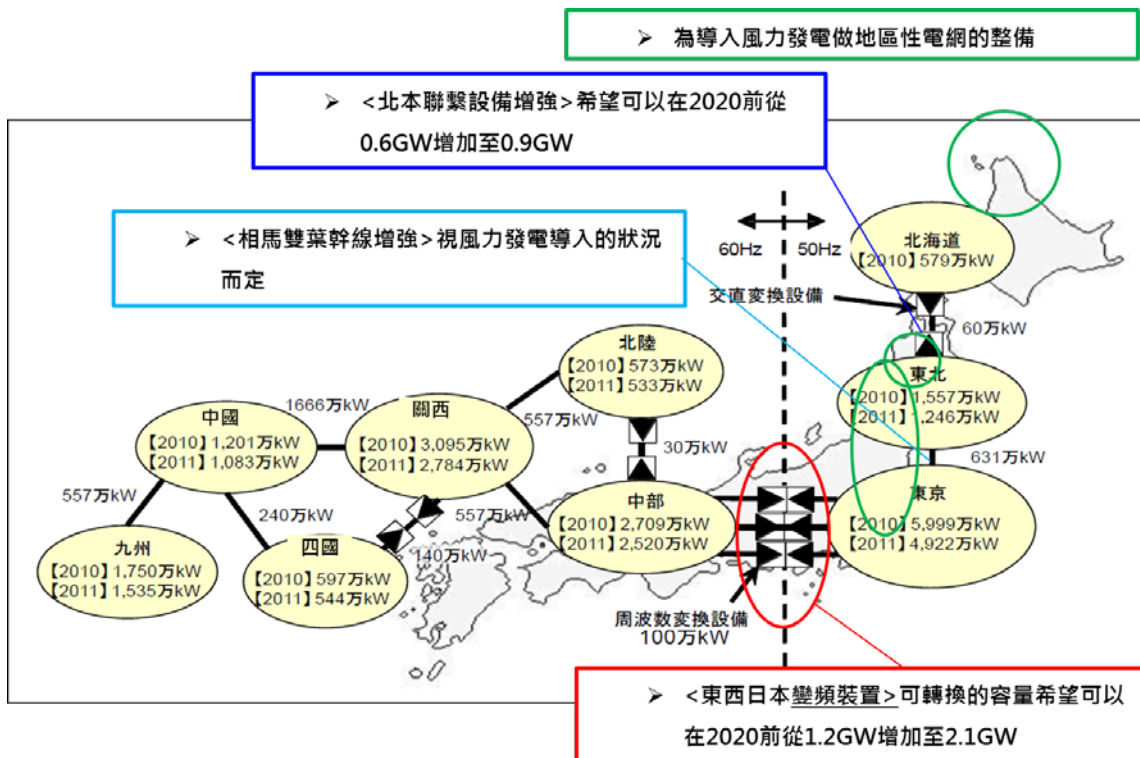 ➢ 為導入風力發電做地區性電網的整備
➢ <北本聯繫設備增強>希望可以在2020前從
0.6GW增加至0.9GW
➢ <相馬雙葉幹線增強>視風力發電導入的狀況
而定
60Hz
50Hz
北海道
【2010】579万kW
交直変換設備
60万kW
東北
【2010】1,557万kW
【2011】1,246万kW
631万kW
東京
【2010】5,999万kW
【2011】4,922万kW
北陸
【2010】573万kW
【2011】533万kW
30万kW
中部
【2010】2,709万kW
【2011】2,520万kW
周波数変換設備
100万kW
557万kW
557万kW
關西
【2010】3,095万kW
【2011】2,784万kW
1666万kW
中國
【2010】1,201万kW
【2011】1,083万kW
557万kW
240万kW
140万kW
九州
【2010】1,750万kW
【2011】1,535万kW
四國
【2010】597万kW
【2011】544万kW
➢ <東西日本變頻裝置>可轉換的容量希望可以
在2020前從1.2GW增加至2.1GW